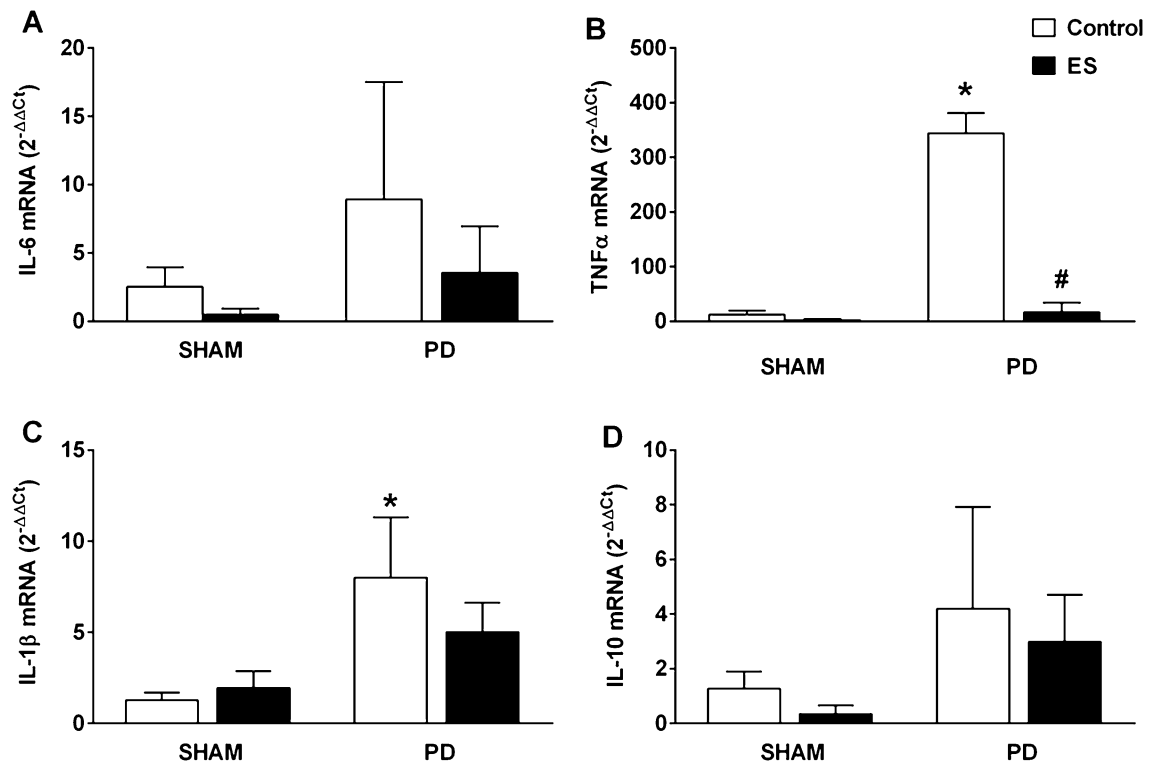 A
IL-6 mRNA (2-ΔΔCt)
20
15
10
5
0
SHAM PD
B
Control
ES
TNFα mRNA (2-ΔΔCt)
500
400
300
200
100
0
*
#
SHAM PD
C
IL-1β mRNA (2-ΔΔCt)
15
10
5
0
*
SHAM PD
D
IL-10 mRNA (2-ΔΔCt)
10
8
6
4
2
0
SHAM PD